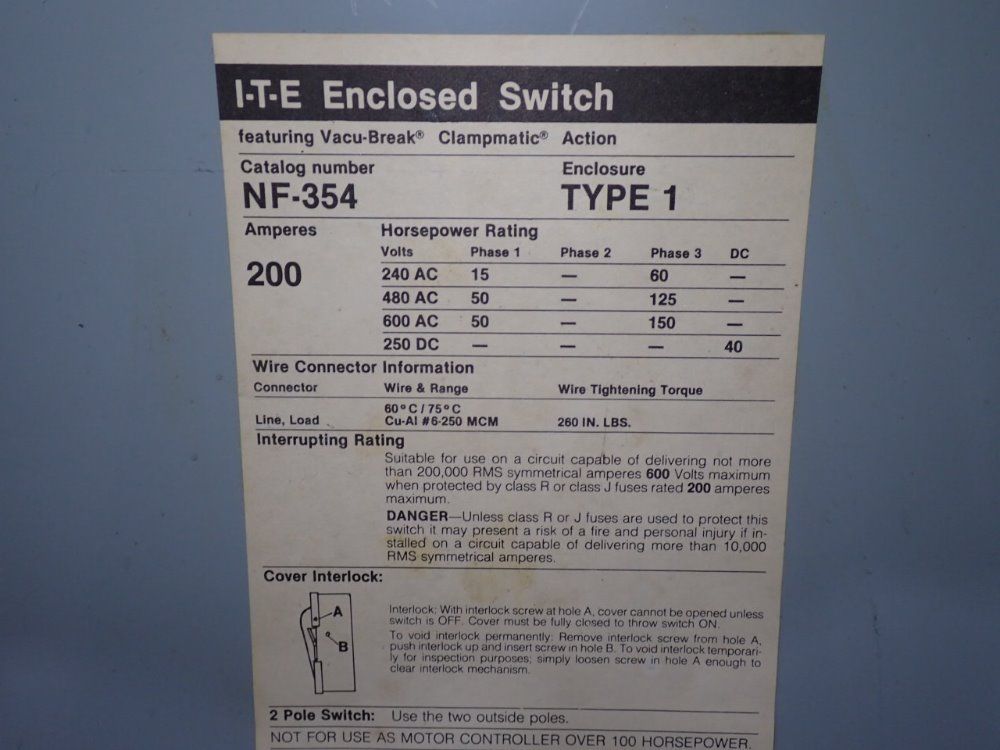 I-T-E Enclosed Switch
featuring Vacu-Break® Clampmatic® Action
Catalog number Enclosure
NF-354 TYPE 1
Amperes Horsepower Rating
Volts Phase 1 Phase 2 Phase 3 DC
200 240 AC 15 — 60 —
480 AC 50 — 125 —
600 AC 50 — 150 —
250 DC — — — 40
Wire Connector Information
Connector Wire & Range Wire Tightening Torque
60°C / 75°C
Line, Load Cu-Al #6-250 MCM 260 IN. LBS.
Interrupting Rating
Suitable for use on a circuit capable of delivering not more
than 200,000 RMS symmetrical amperes 600 Volts maximum
when protected by class R or class J fuses rated 200 amperes
maximum.
DANGER—Unless class R or J fuses are used to protect this
switch it may present a risk of a fire and personal injury if in-
stalled on a circuit capable of delivering more than 10,000
RMS symmetrical amperes.
Cover Interlock:
A
B
Interlock: With interlock screw at hole A, cover cannot be opened unless
switch is OFF. Cover must be fully closed to throw switch ON.
To void interlock permanently: Remove interlock screw from hole A,
push interlock up and insert screw in hole B. To void interlock temporari-
ly for inspection purposes; simply loosen screw in hole A enough to
clear interlock mechanism.
2 Pole Switch: Use the two outside poles.
NOT FOR USE AS MOTOR CONTROLLER OVER 100 HORSEPOWER.